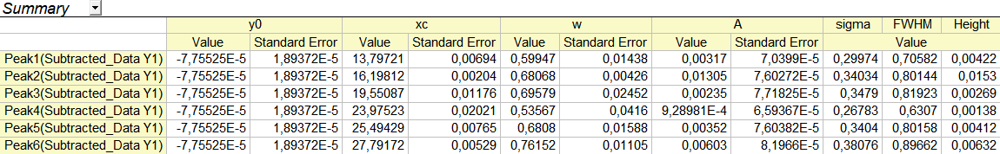 Summary
y0 xc w A sigma FWHM Height
Value Standard Error Value Standard Error Value Standard Error Value Standard Error Value
Peak1(Subtracted_Data Y1) -7,75525E-5 1,89372E-5 13,79721 0,00694 0,59947 0,01438 0,00317 7,0399E-5 0,29974 0,70582 0,00422
Peak2(Subtracted_Data Y1) -7,75525E-5 1,89372E-5 16,19812 0,00204 0,68068 0,00426 0,01305 7,60272E-5 0,34034 0,80144 0,0153
Peak3(Subtracted_Data Y1) -7,75525E-5 1,89372E-5 19,55087 0,01176 0,69579 0,02452 0,00235 7,71825E-5 0,3479 0,81923 0,00269
Peak4(Subtracted_Data Y1) -7,75525E-5 1,89372E-5 23,97523 0,02021 0,53567 0,0416 9,28981E-4 6,59367E-5 0,26783 0,6307 0,00138
Peak5(Subtracted_Data Y1) -7,75525E-5 1,89372E-5 25,49429 0,00765 0,6808 0,01588 0,00352 7,60382E-5 0,3404 0,80158 0,00412
Peak6(Subtracted_Data Y1) -7,75525E-5 1,89372E-5 27,79172 0,00529 0,76152 0,01105 0,00603 8,1966E-5 0,38076 0,89662 0,00632